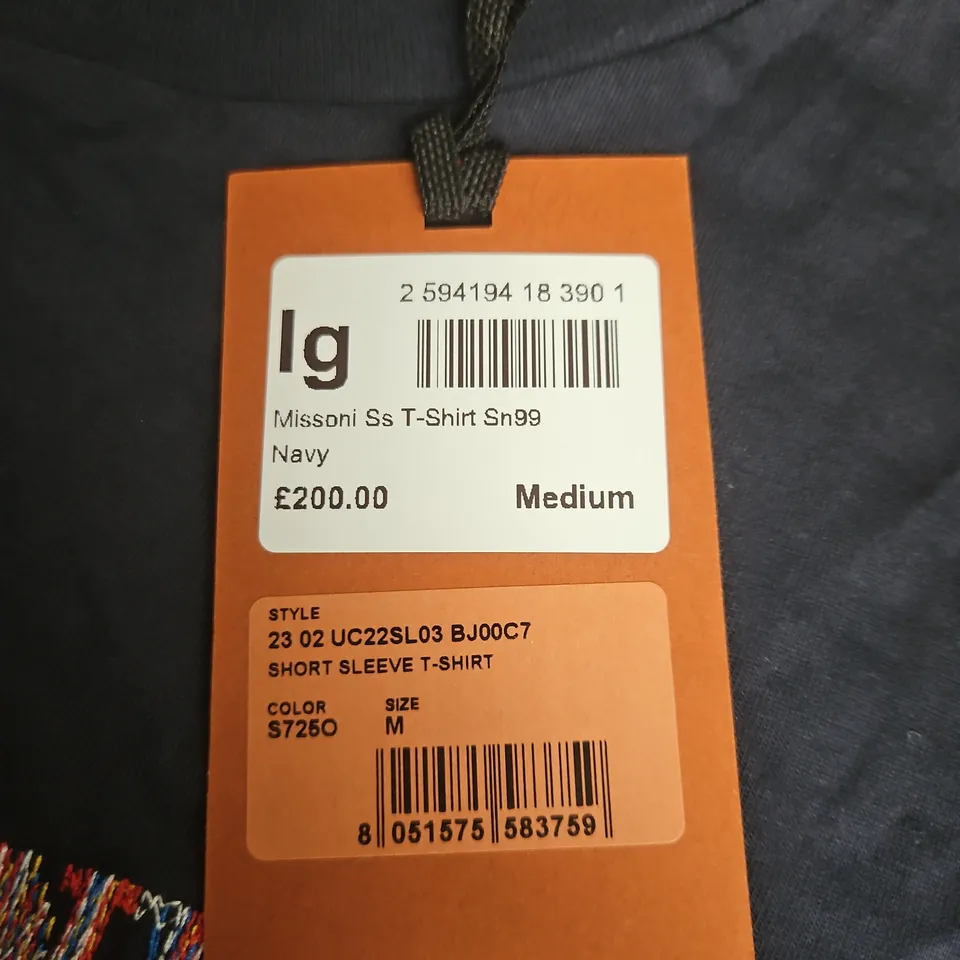 2 594194 18 390 1
lg
Missoni Ss T-Shirt Sn99
Navy
£200.00 Medium
STYLE
23 02 UC22SL03 BJ00C7
SHORT SLEEVE T-SHIRT
COLOR SIZE
S725O M
8 051575 583759